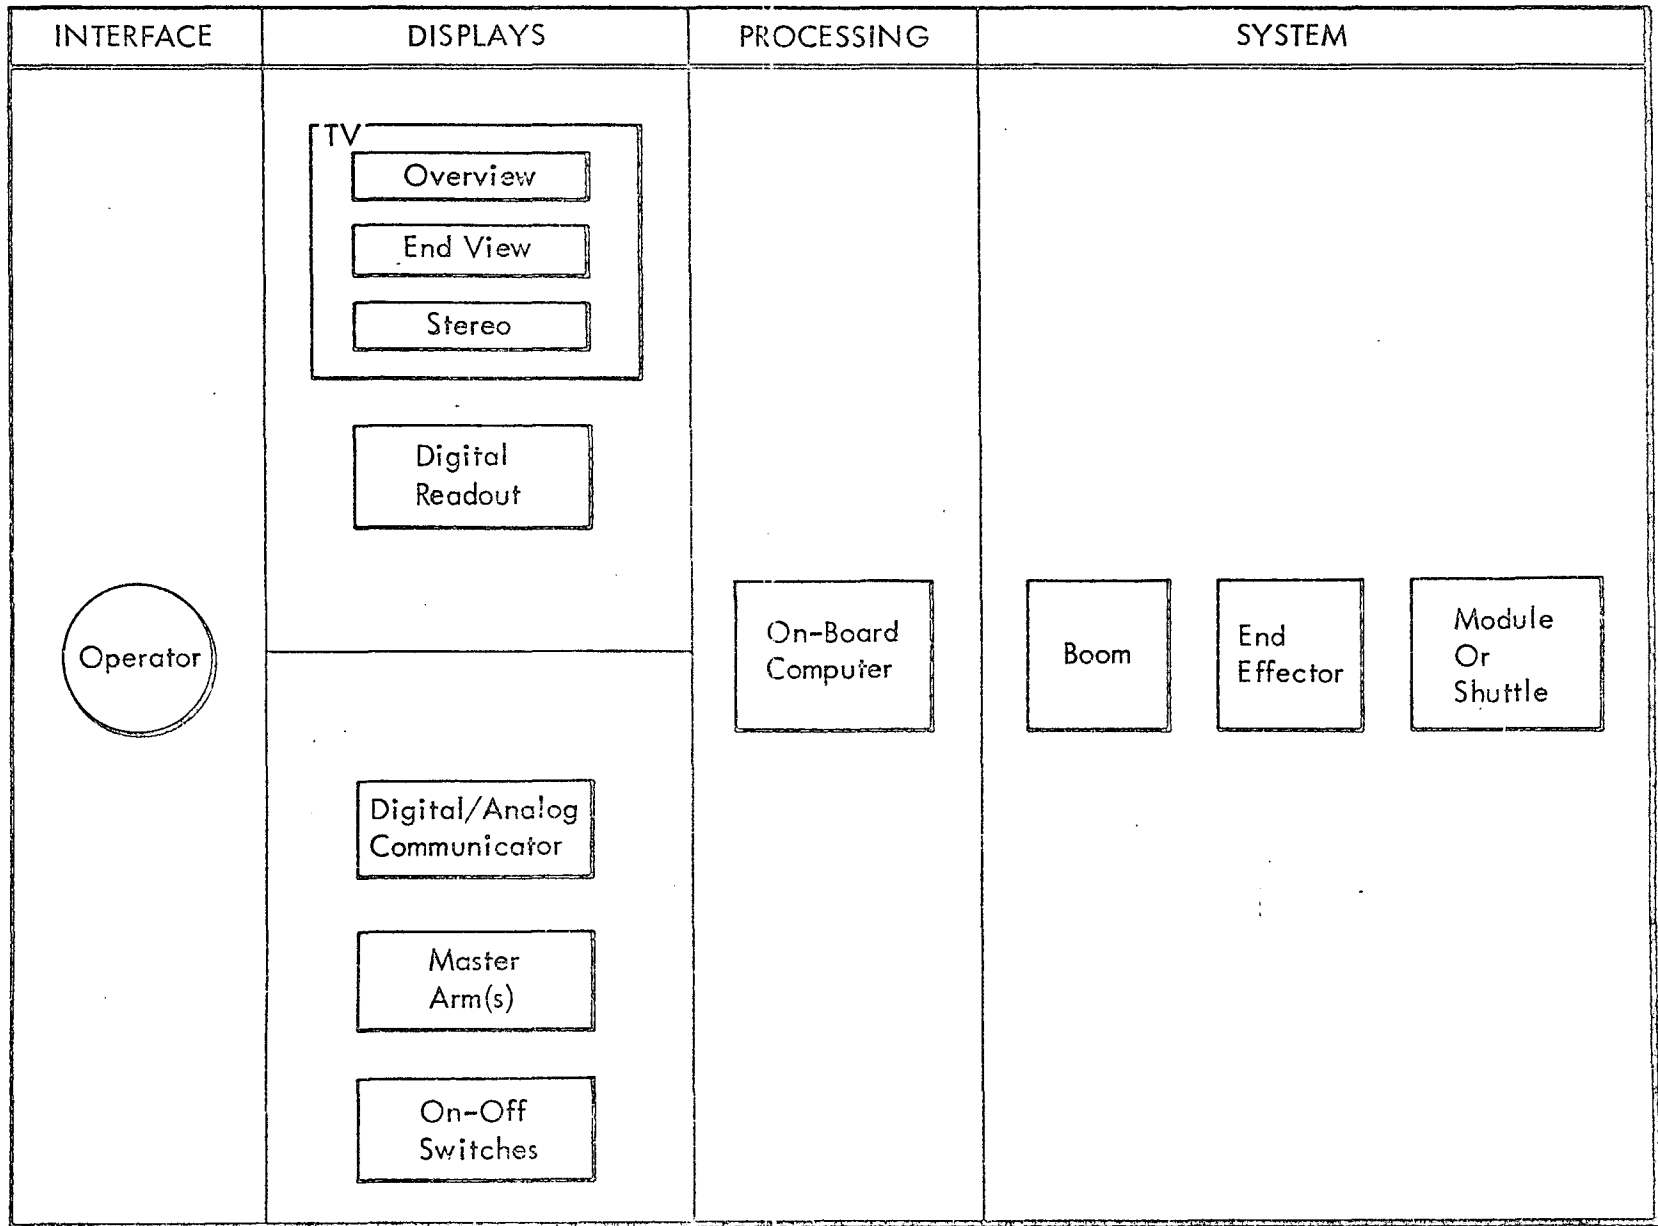 INTERFACE
DISPLAYS
PROCESSING
SYSTEM
TV
Overview
End View
Stereo
Digital
Readout
Operator
Digital/Analog
Communicator
Master
Arm(s)
On-Off
Switches
On-Board
Computer
Boom
End
Effector
Module
Or
Shuttle